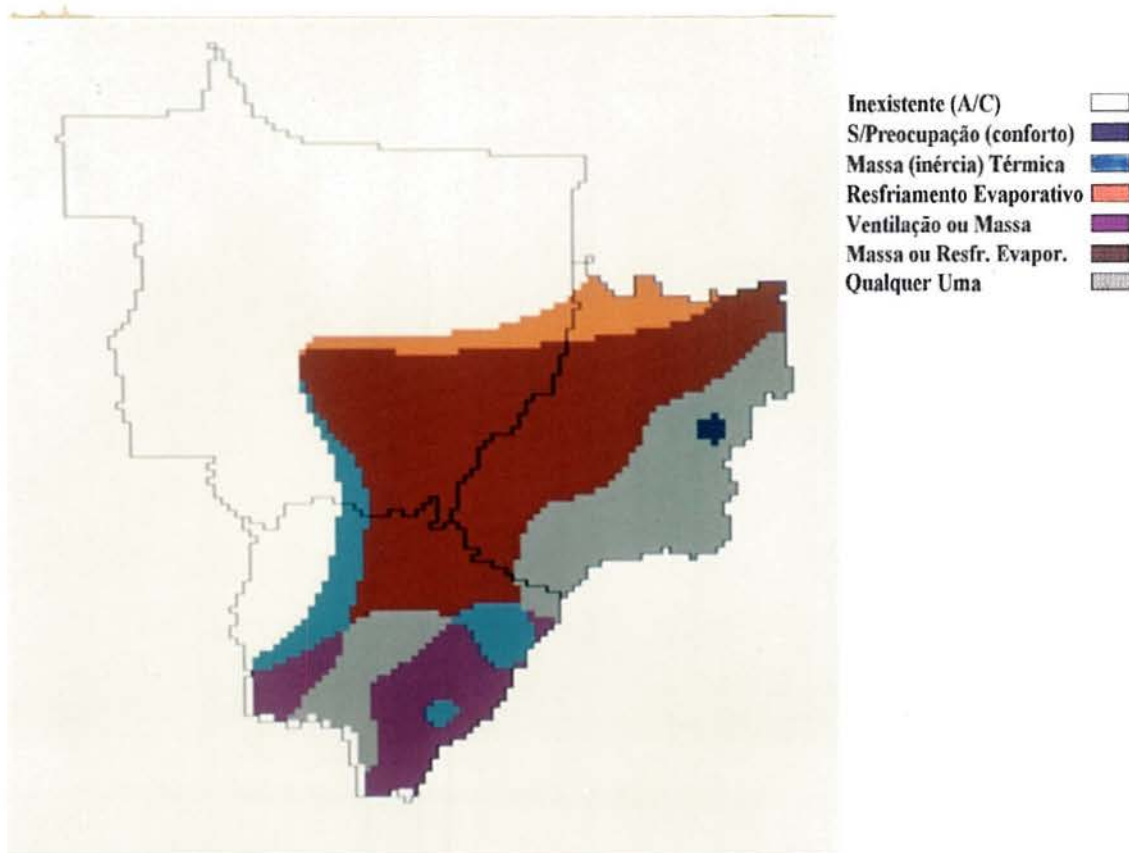 Inexistente (A/C)
S/Preocupação (conforto)
Massa (inércia) Térmica
Resfriamento Evaporativo
Ventilação ou Massa
Massa ou Resfr. Evapor.
Qualquer Uma